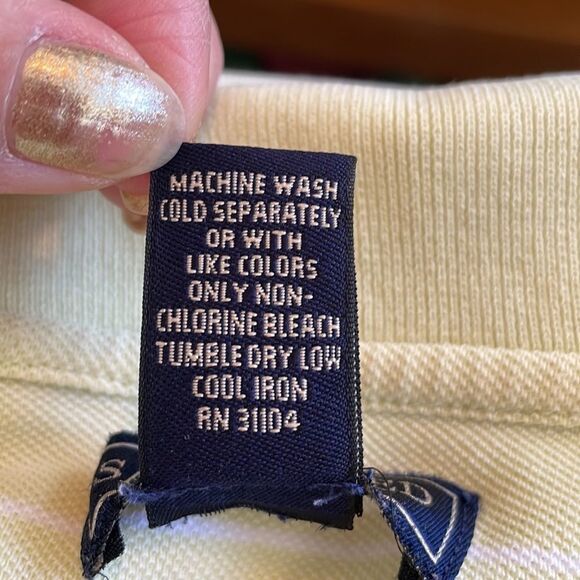 MACHINE WASH
COLD SEPARATELY
OR WITH
LIKE COLORS
ONLY NON-
CHLORINE BLEACH
TUMBLE DRY LOW
COOL IRON
RN 31104